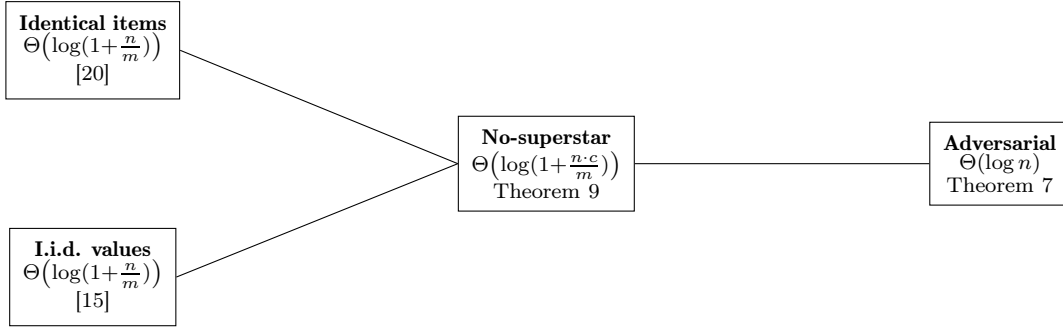 Identical items
Θ(log(1+n/m))
[20]
No-superstar
Θ(log(1+n·c/m))
Theorem 9
Adversarial
Θ(log n)
Theorem 7
I.i.d. values
Θ(log(1+n/m))
[15]